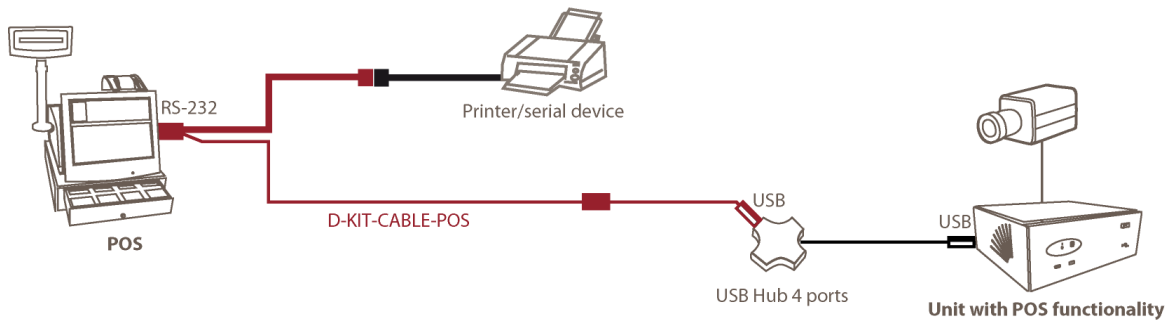 RS-232
Printer/serial device
POS
D-KIT-CABLE-POS
USB
USB Hub 4 ports
USB
Unit with POS functionality